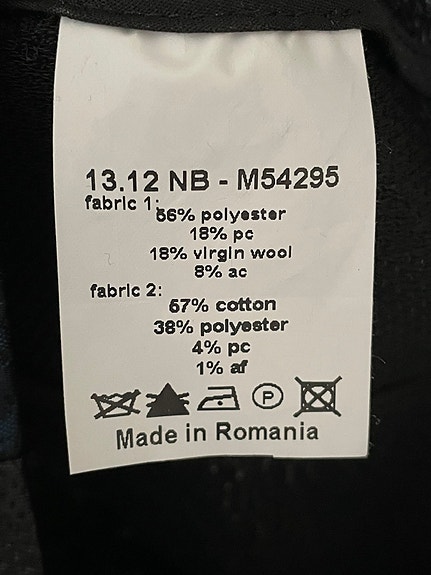 13.12 NB - M54295
fabric 1:
56% polyester
18% pc
18% virgin wool
8% ac
fabric 2:
57% cotton
38% polyester
4% pc
1% af
P
Made in Romania